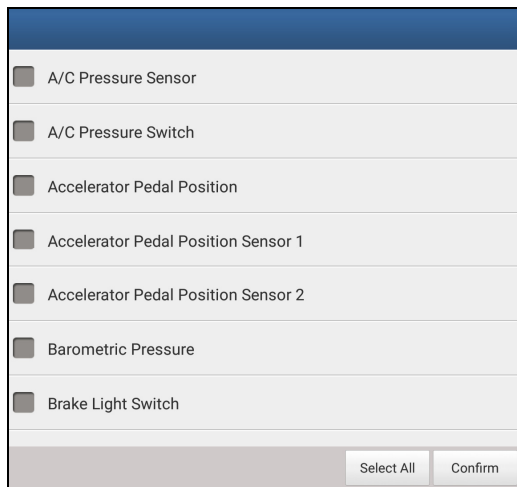 A/C Pressure Sensor
A/C Pressure Switch
Accelerator Pedal Position
Accelerator Pedal Position Sensor 1
Accelerator Pedal Position Sensor 2
Barometric Pressure
Brake Light Switch
Select All Confirm